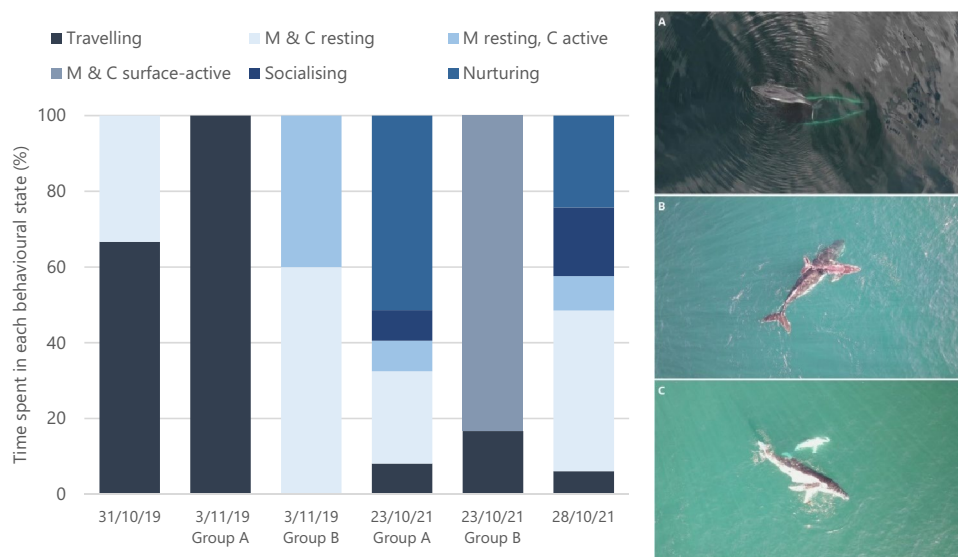 Travelling
M & C resting
M resting, C active
M & C surface-active
Socialising
Nurturing
Time spent in each behavioural state (%)
100
80
60
40
20
0
31/10/19
3/11/19
Group A
3/11/19
Group B
23/10/21
Group A
23/10/21
Group B
28/10/21
A
B
C